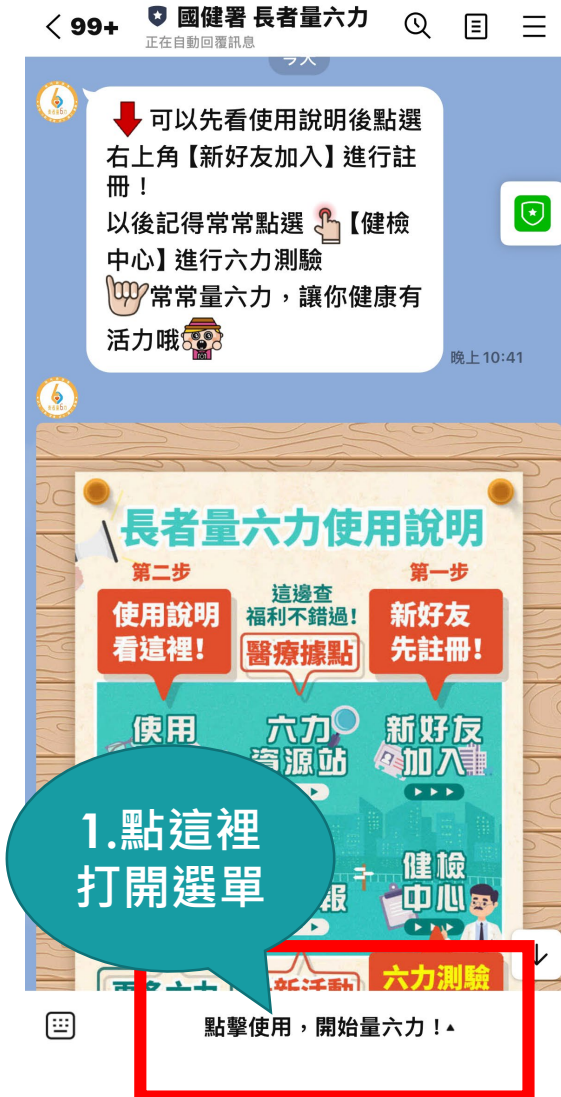 99+
國健署 長者量六力
正在自動回覆訊息
今天
可以先看使用說明後點選
右上角【新好友加入】進行註
冊！
以後記得常常點選【健檢
中心】進行六力測驗
常常量六力，讓你健康有
活力哦
晚上10:41
長者量六力使用說明
第二步
第一步
使用說明
看這裡!
這邊查
福利不錯過!
醫療據點
新好友
先註冊!
使用
六力
資源站
新好友
加入
1.點這裡
打開選單
報
健檢
中心
新活動
六力測驗
點擊使用，開始量六力！▲